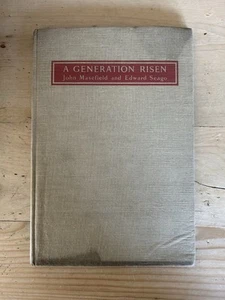 A GENERATION RISEN
John Masefield and Edward Seago